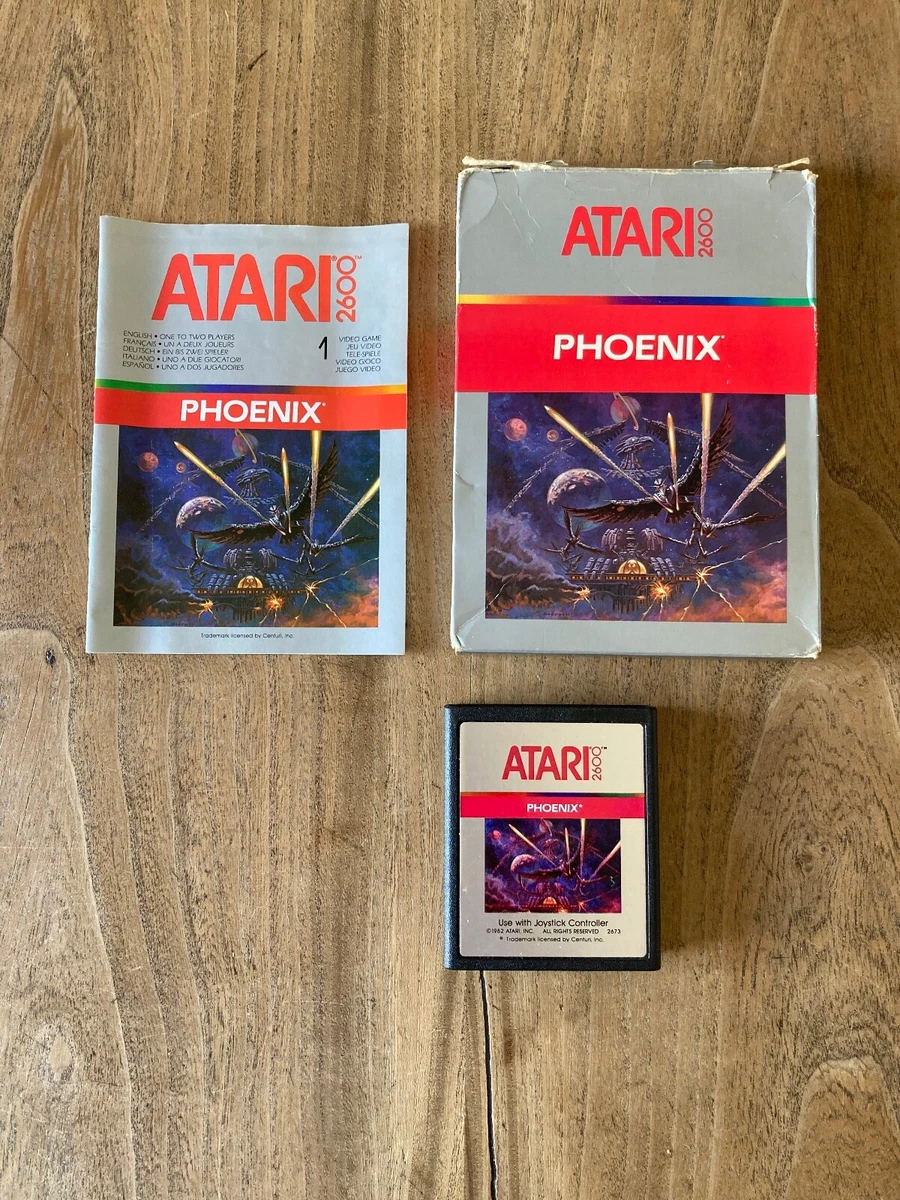 ATARI® 2600™
ENGLISH • ONE TO TWO PLAYERS
FRANÇAIS • UN A DEUX JOUEURS
DEUTSCH • EIN BIS ZWEI SPIELER
ITALIANO • UNO A DUE GIOCATORI
ESPAÑOL • UNO A DOS JUGADORES
1
VIDEO GAME
JEU VIDEO
TELE-SPIELE
VIDEO GIOCO
JUEGO VIDEO
PHOENIX*
Trademark licensed by Centuri, Inc.
ATARI 2600
PHOENIX*
ATARI 2600™
PHOENIX*
Use with Joystick Controller
©1982 ATARI, INC. ALL RIGHTS RESERVED 2673
* Trademark licensed by Centuri, Inc.